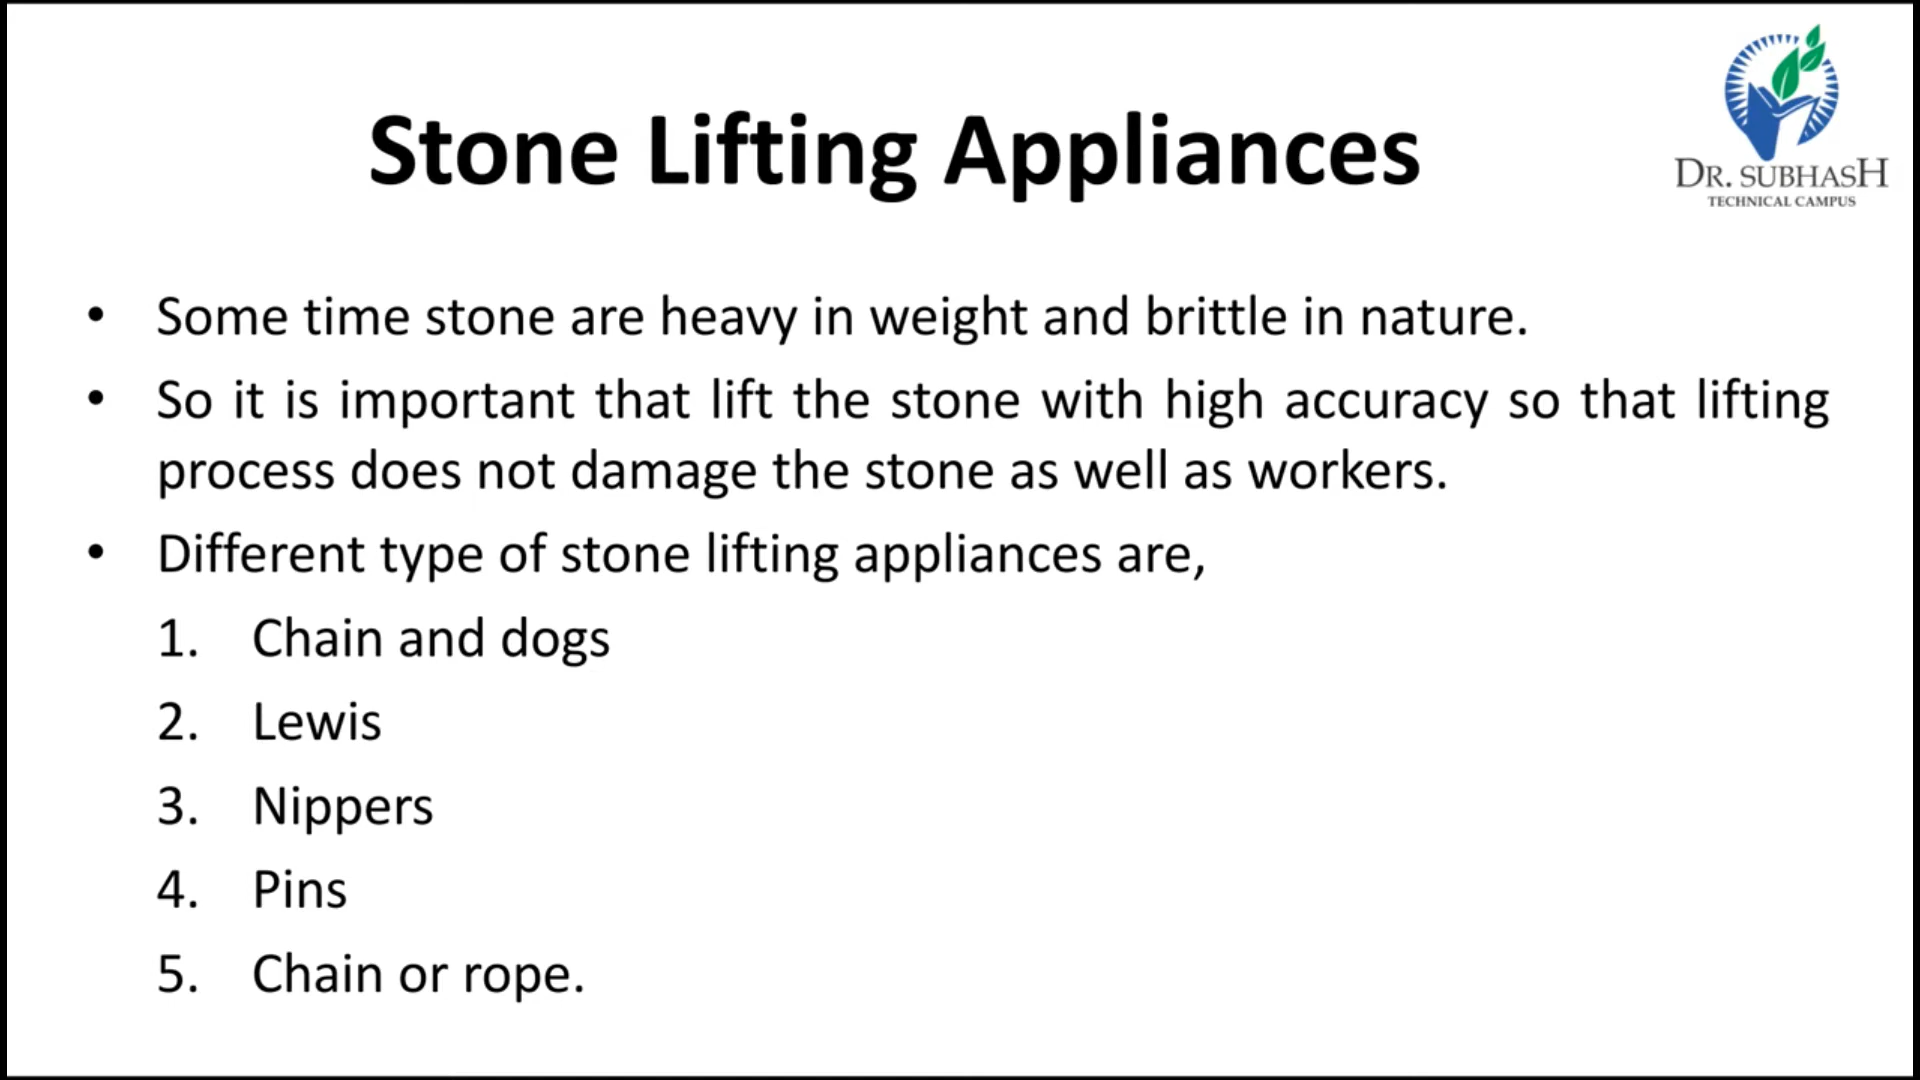 Stone Lifting Appliances
DR. SUBHASH
TECHNICAL CAMPUS
• Some time stone are heavy in weight and brittle in nature.
• So it is important that lift the stone with high accuracy so that lifting
process does not damage the stone as well as workers.
• Different type of stone lifting appliances are,
1. Chain and dogs
2. Lewis
3. Nippers
4. Pins
5. Chain or rope.